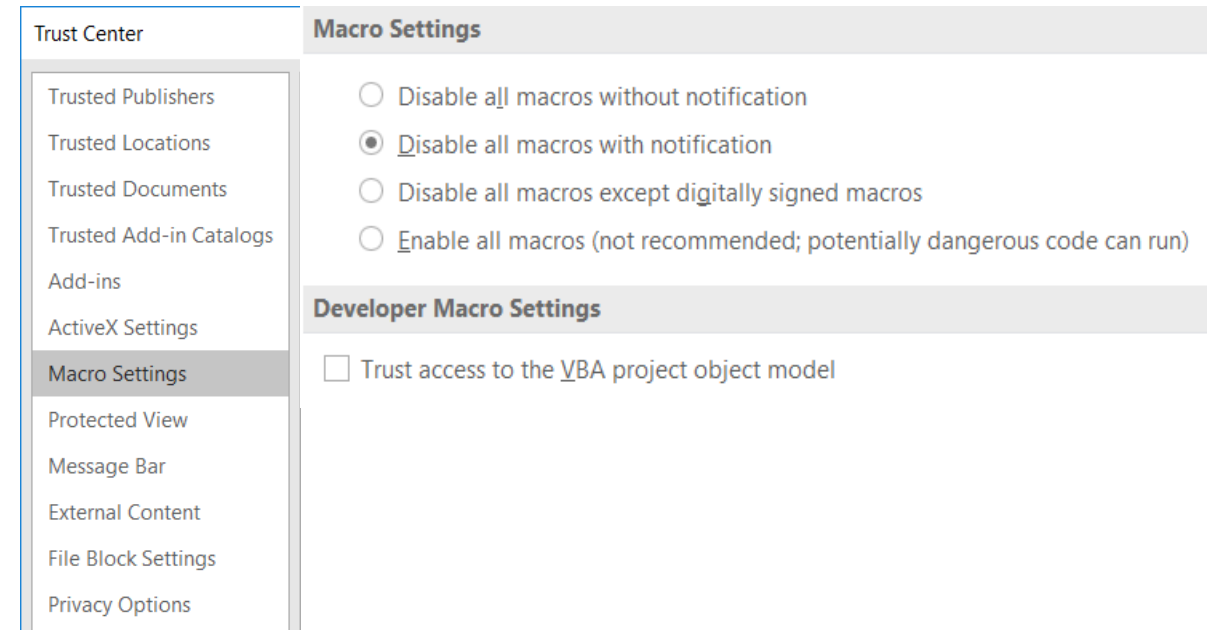 Trust Center
Trusted Publishers
Trusted Locations
Trusted Documents
Trusted Add-in Catalogs
Add-ins
ActiveX Settings
Macro Settings
Protected View
Message Bar
External Content
File Block Settings
Privacy Options
Macro Settings
Disable all macros without notification
Disable all macros with notification
Disable all macros except digitally signed macros
Enable all macros (not recommended; potentially dangerous code can run)
Developer Macro Settings
Trust access to the VBA project object model